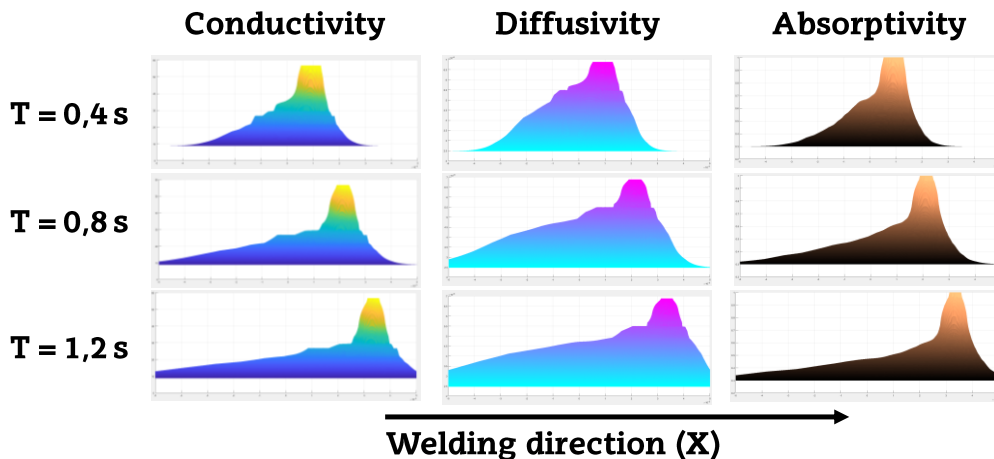 Conductivity Diffusivity Absorptivity
T = 0,4 s
T = 0,8 s
T = 1,2 s
Welding direction (X)